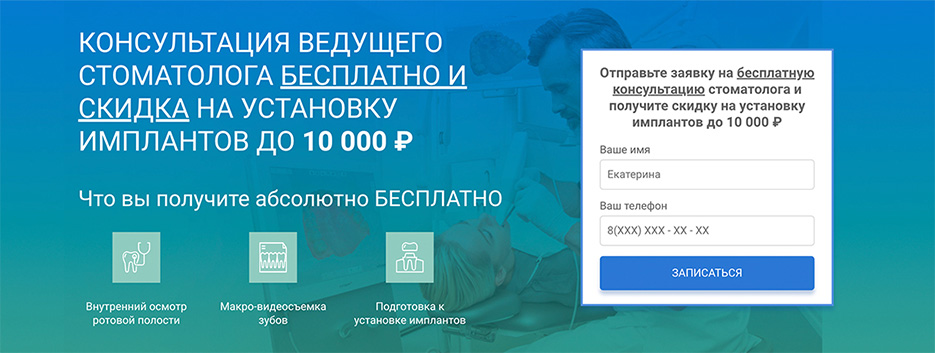 КОНСУЛЬТАЦИЯ ВЕДУЩЕГО
СТОМАТОЛОГА БЕСПЛАТНО И
СКИДКА НА УСТАНОВКУ
ИМПЛАНТОВ ДО 10 000 ₽
Что вы получите абсолютно БЕСПЛАТНО
Внутренний осмотр
ротовой полости
Макро-видеосъемка
зубов
Подготовка к
установке имплантов
Отправьте заявку на бесплатную
консультацию стоматолога и
получите скидку на установку
имплантов до 10 000 ₽
Ваше имя
Екатерина
Ваш телефон
8(XXX) XXX - XX - XX
ЗАПИСАТЬСЯ